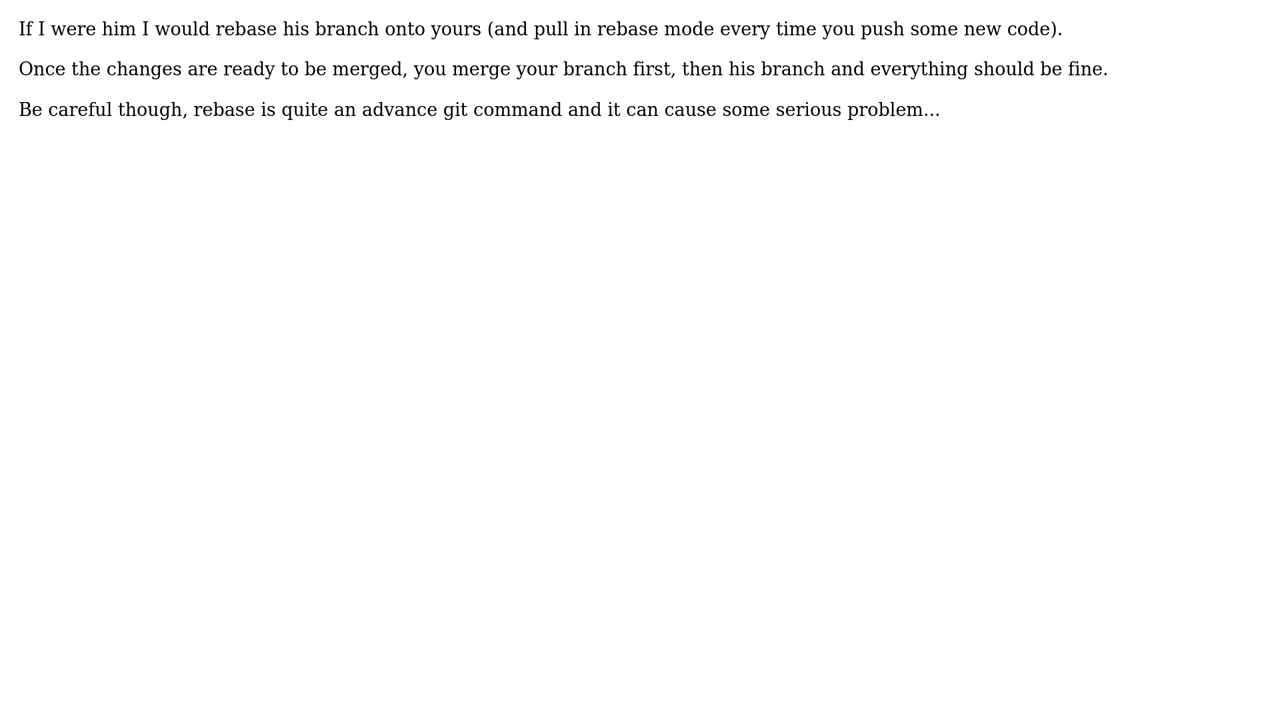 If I were him I would rebase his branch onto yours (and pull in rebase mode every time you push some new code).
Once the changes are ready to be merged, you merge your branch first, then his branch and everything should be fine.
Be careful though, rebase is quite an advance git command and it can cause some serious problem...